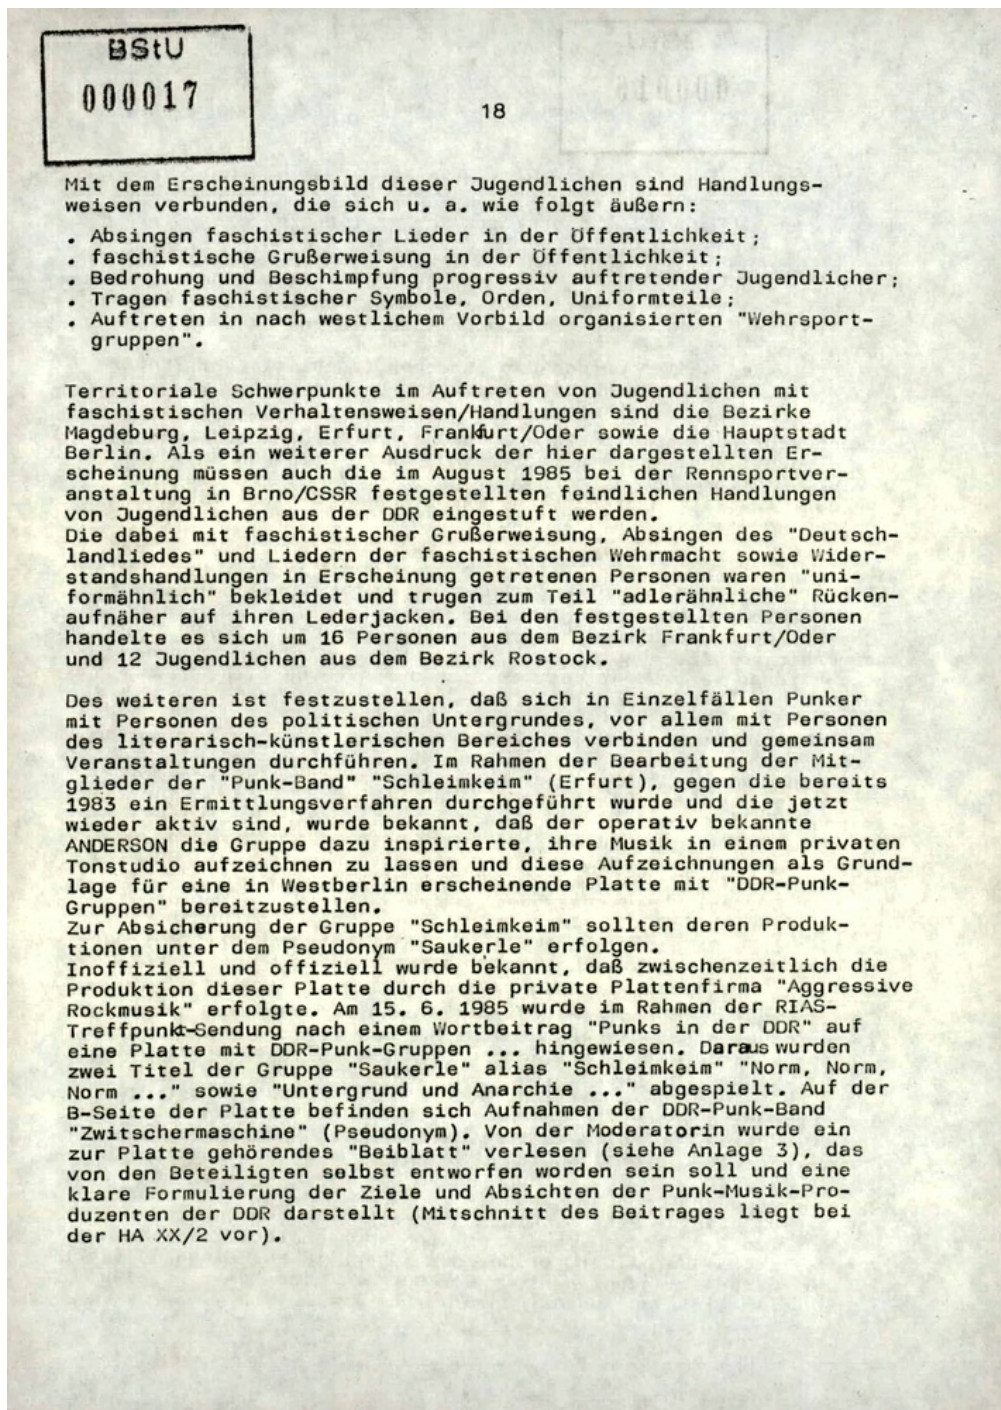 BStU
000017
18
Mit dem Erscheinungsbild dieser Jugendlichen sind Handlungs-
weisen verbunden, die sich u. a. wie folgt äußern:
. Absingen faschistischer Lieder in der Öffentlichkeit;
. faschistische Grußerweisung in der Öffentlichkeit;
. Bedrohung und Beschimpfung progressiv auftretender Jugendlicher;
. Tragen faschistischer Symbole, Orden, Uniformteile;
. Auftreten in nach westlichem Vorbild organisierten "Wehrsport-
gruppen".
Territoriale Schwerpunkte im Auftreten von Jugendlichen mit
faschistischen Verhaltensweisen/Handlungen sind die Bezirke
Magdeburg, Leipzig, Erfurt, Frankfurt/Oder sowie die Hauptstadt
Berlin. Als ein weiterer Ausdruck der hier dargestellten Er-
scheinung müssen auch die im August 1985 bei der Rennsportver-
anstaltung in Brno/CSSR festgestellten feindlichen Handlungen
von Jugendlichen aus der DDR eingestuft werden.
Die dabei mit faschistischer Grußerweisung, Absingen des "Deutsch-
landliedes" und Liedern der faschistischen Wehrmacht sowie Wider-
standshandlungen in Erscheinung getretenen Personen waren "uni-
formähnlich" bekleidet und trugen zum Teil "adlerähnliche" Rücken-
aufnäher auf ihren Lederjacken. Bei den festgestellten Personen
handelte es sich um 16 Personen aus dem Bezirk Frankfurt/Oder
und 12 Jugendlichen aus dem Bezirk Rostock.
Des weiteren ist festzustellen, daß sich in Einzelfällen Punker
mit Personen des politischen Untergrundes, vor allem mit Personen
des literarisch-künstlerischen Bereiches verbinden und gemeinsam
Veranstaltungen durchführen. Im Rahmen der Bearbeitung der Mit-
glieder der "Punk-Band" "Schleimkeim" (Erfurt), gegen die bereits
1983 ein Ermittlungsverfahren durchgeführt wurde und die jetzt
wieder aktiv sind, wurde bekannt, daß der operativ bekannte
ANDERSON die Gruppe dazu inspirierte, ihre Musik in einem privaten
Tonstudio aufzeichnen zu lassen und diese Aufzeichnungen als Grund-
lage für eine in Westberlin erscheinende Platte mit "DDR-Punk-
Gruppen" bereitzustellen.
Zur Absicherung der Gruppe "Schleimkeim" sollten deren Produk-
tionen unter dem Pseudonym "Saukerle" erfolgen.
Inoffiziell und offiziell wurde bekannt, daß zwischenzeitlich die
Produktion dieser Platte durch die private Plattenfirma "Aggressive
Rockmusik" erfolgte. Am 15. 6. 1985 wurde im Rahmen der RIAS-
Treffpunkt-Sendung nach einem Wortbeitrag "Punks in der DDR" auf
eine Platte mit DDR-Punk-Gruppen ... hingewiesen. Daraus wurden
zwei Titel der Gruppe "Saukerle" alias "Schleimkeim" "Norm, Norm,
Norm ..." sowie "Untergrund und Anarchie ..." abgespielt. Auf der
B-Seite der Platte befinden sich Aufnahmen der DDR-Punk-Band
"Zwitschermaschine" (Pseudonym). Von der Moderatorin wurde ein
zur Platte gehörendes "Beiblatt" verlesen (siehe Anlage 3), das
von den Beteiligten selbst entworfen worden sein soll und eine
klare Formulierung der Ziele und Absichten der Punk-Musik-Pro-
duzenten der DDR darstellt (Mitschnitt des Beitrages liegt bei
der HA XX/2 vor).